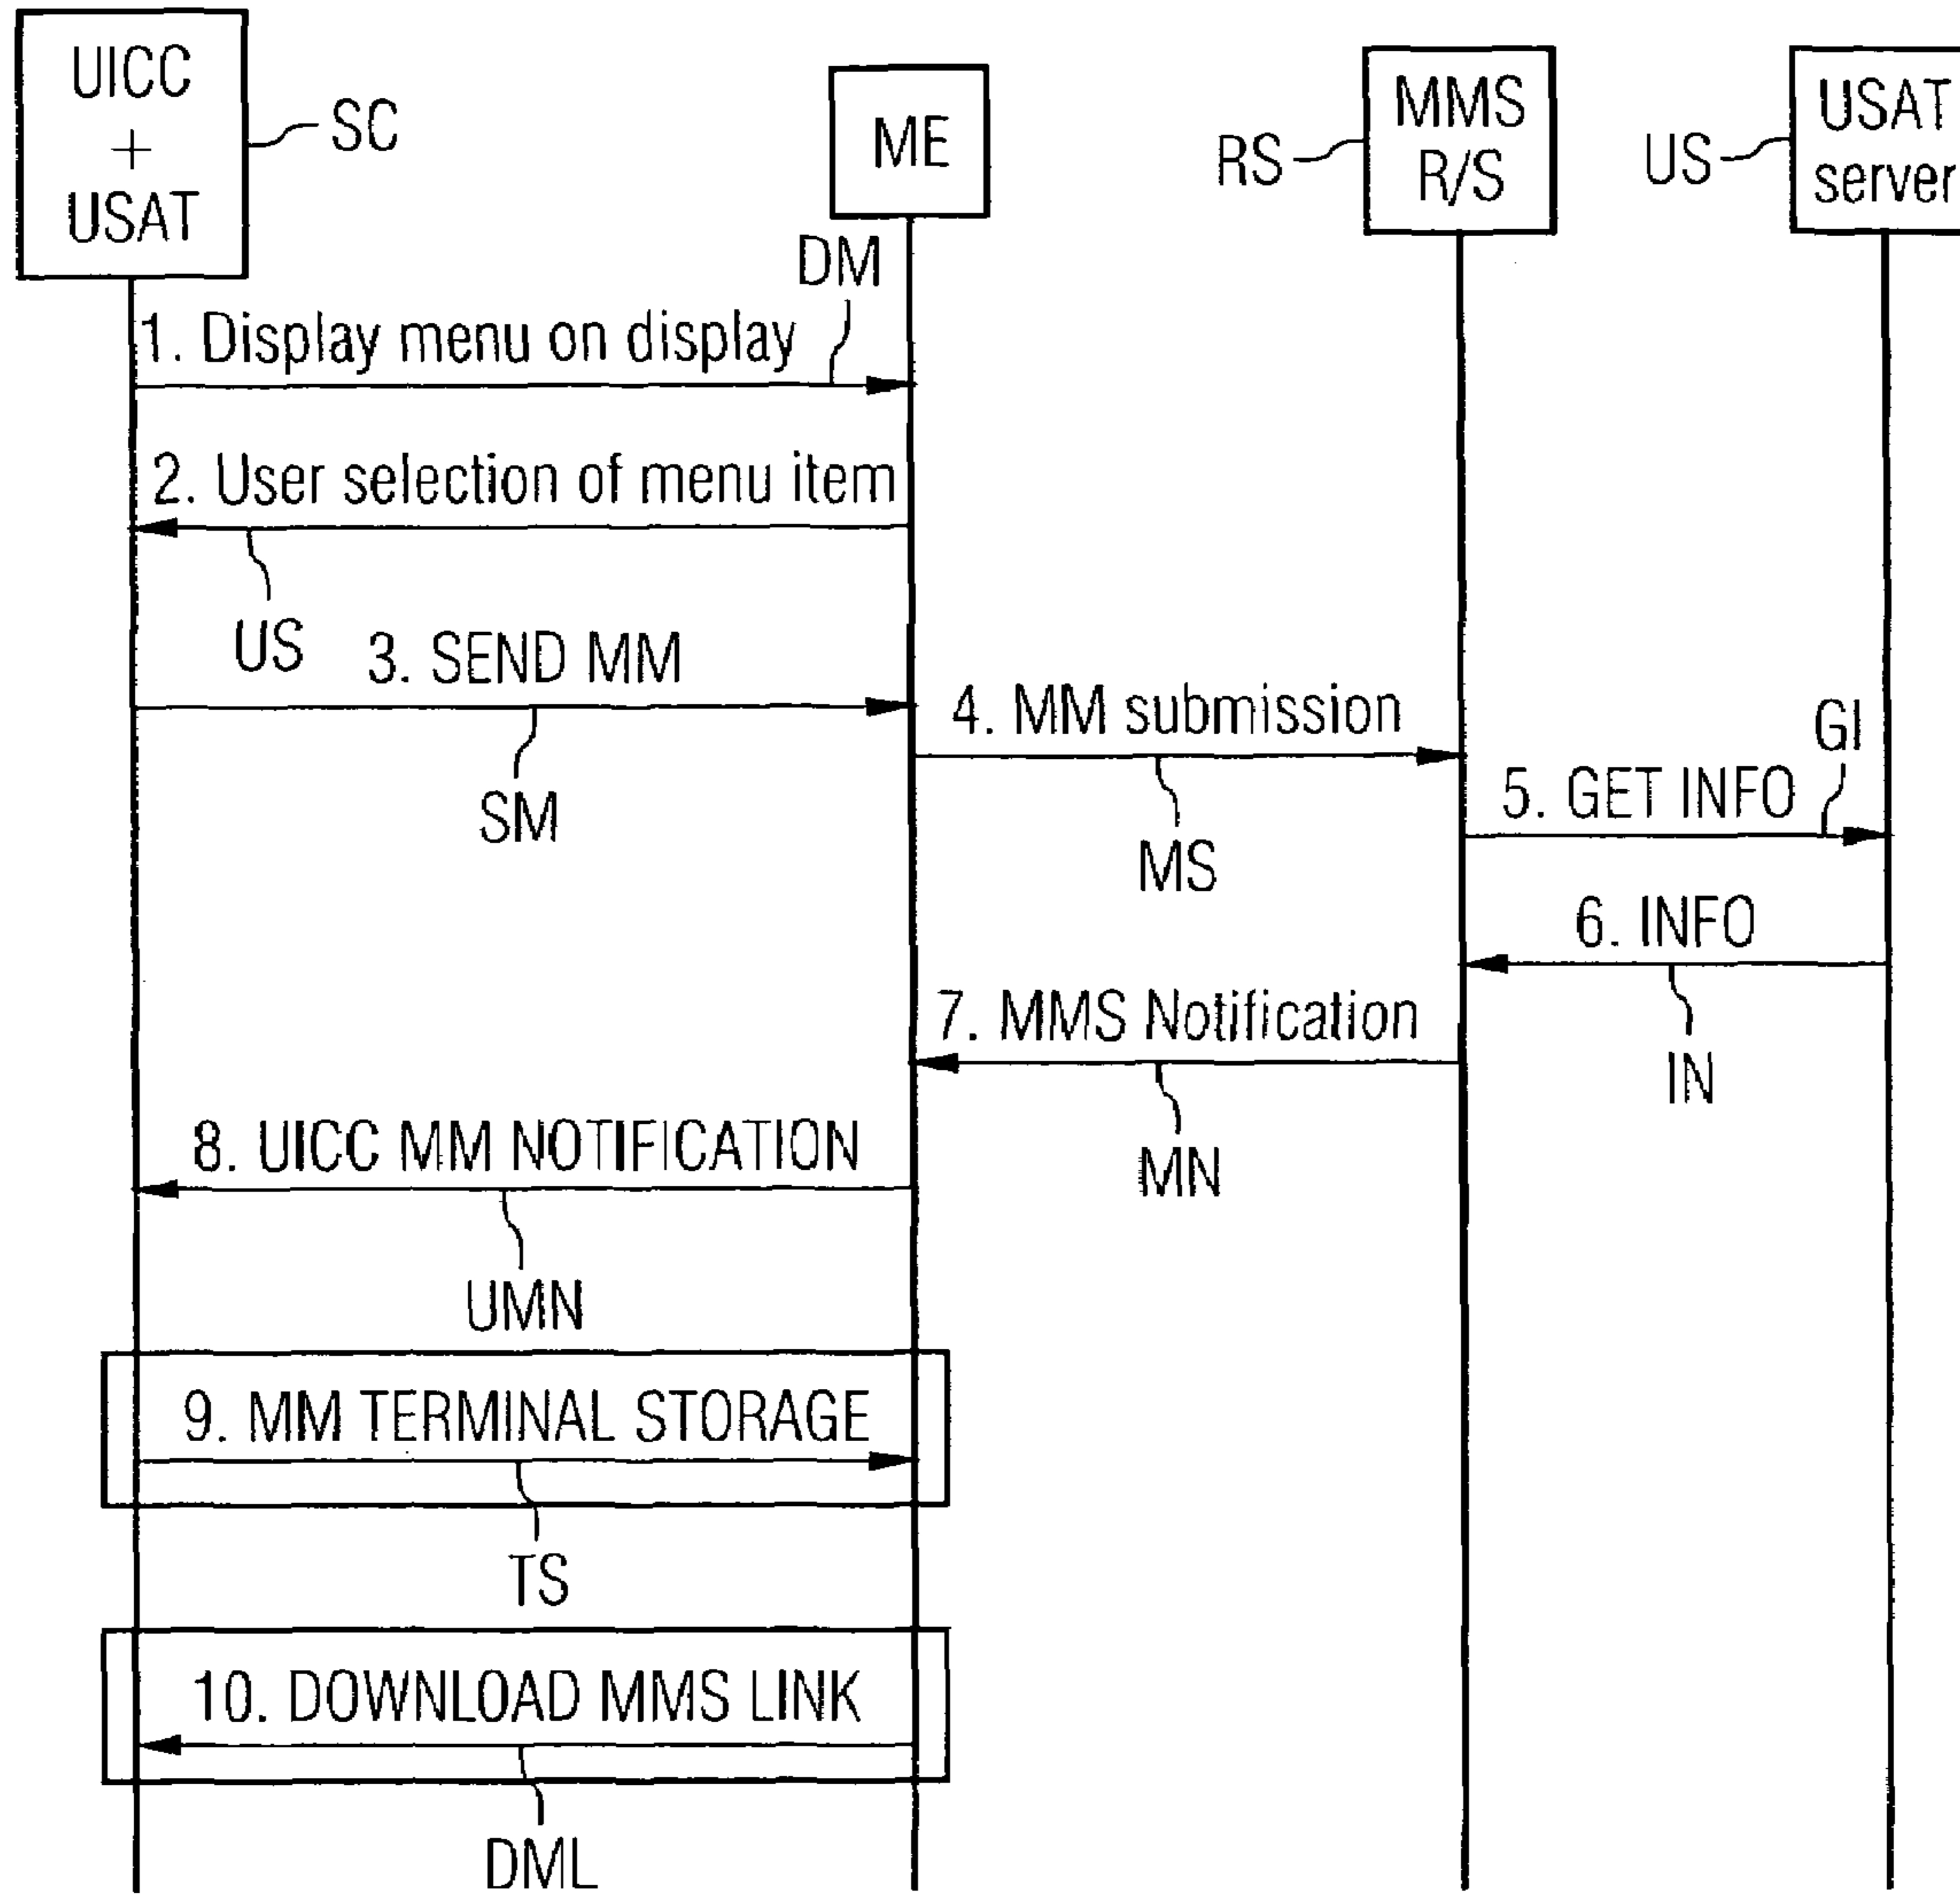 UICC
+
USAT
SC
ME
RS
MMS
R/S
US
USAT
server
DM
1. Display menu on display
2. User selection of menu item
US
3. SEND MM
SM
4. MM submission
MS
GI
5. GET INFO
6. INFO
IN
7. MMS Notification
MN
8. UICC MM NOTIFICATION
UMN
9. MM TERMINAL STORAGE
TS
10. DOWNLOAD MMS LINK
DML